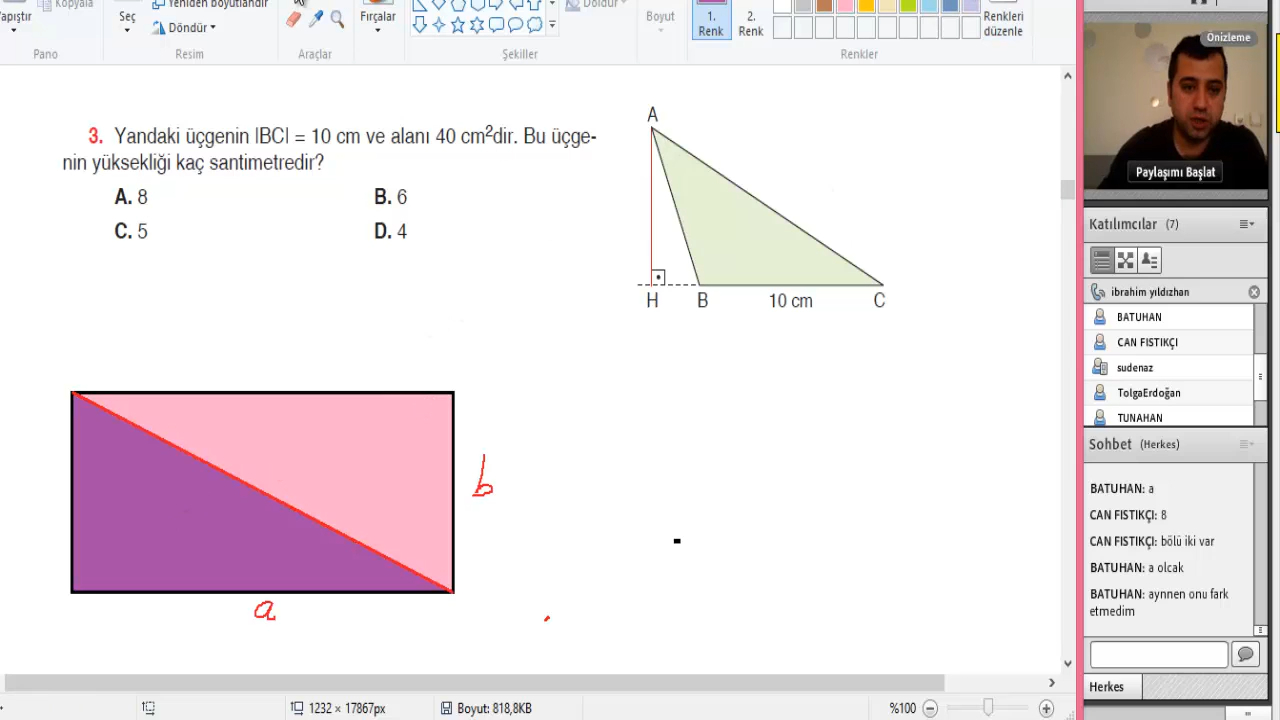 Kopyala
Yapıştır
Seç
Yeniden boyutlandır
Döndür
Fırçalar
Doldur
Boyut
1. Renk
2. Renk
Renkleri düzenle
Pano
Resim
Araçlar
Şekiller
Renkler
3. Yandaki üçgenin |BC| = 10 cm ve alanı 40 cm²dir. Bu üçge-
nin yüksekliği kaç santimetredir?
A. 8
B. 6
C. 5
D. 4
A
H
B
10 cm
C
b
a
1232 × 17867px
Boyut: 818,8KB
%100
Önizleme
Paylaşımı Başlat
Katılımcılar (7)
ibrahim yıldızhan
BATUHAN
CAN FISTIKÇI
sudenaz
TolgaErdoğan
TUNAHAN
Sohbet (Herkes)
BATUHAN: a
CAN FISTIKÇI: 8
CAN FISTIKÇI: bölü iki var
BATUHAN: a olcak
BATUHAN: aynnen onu fark
etmedim
Herkes